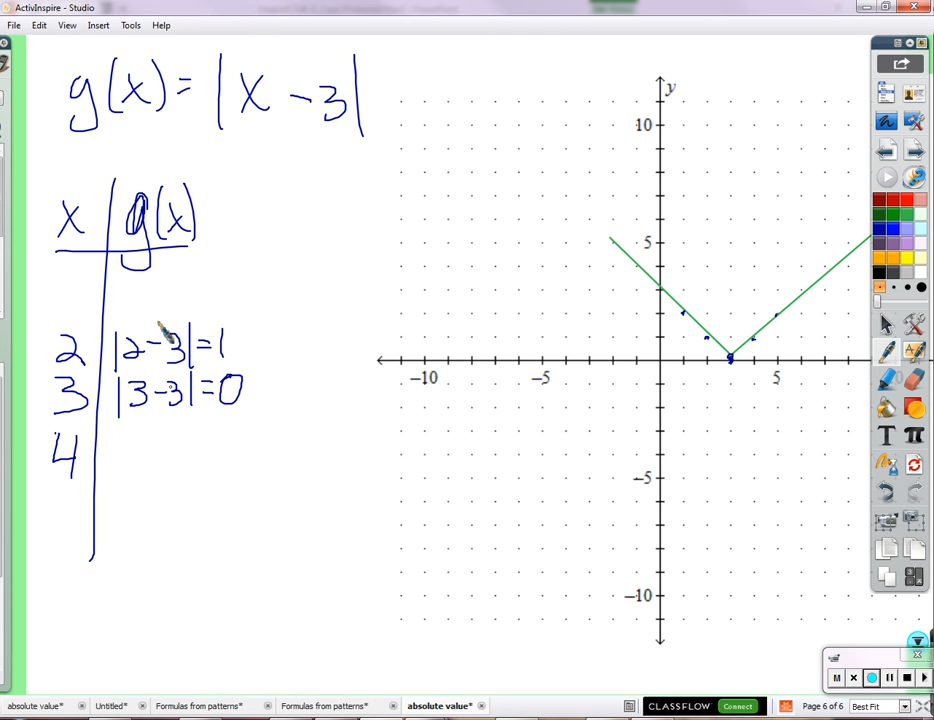 ActivInspire - Studio
File Edit View Insert Tools Help
g(x) = |x - 3|
x g(x)
2 |2-3|=1
3 |3-3|=0
4
y
10
5
-10 -5 5
-5
-10
M
absolute value* Untitled* Formulas from patterns* Formulas from patterns* absolute value* CLASSFLOW Connect Page 6 of 6 Best Fit